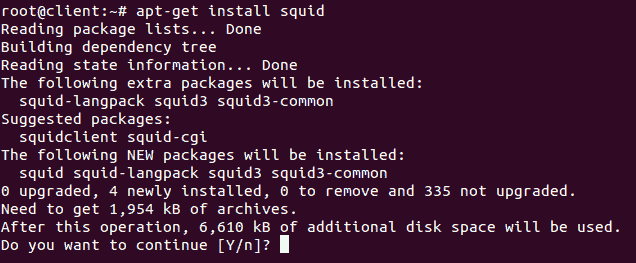 root@client:~# apt-get install squid
Reading package lists... Done
Building dependency tree
Reading state information... Done
The following extra packages will be installed:
  squid-langpack squid3 squid3-common
Suggested packages:
  squidclient squid-cgi
The following NEW packages will be installed:
  squid squid-langpack squid3 squid3-common
0 upgraded, 4 newly installed, 0 to remove and 335 not upgraded.
Need to get 1,954 kB of archives.
After this operation, 6,610 kB of additional disk space will be used.
Do you want to continue [Y/n]?